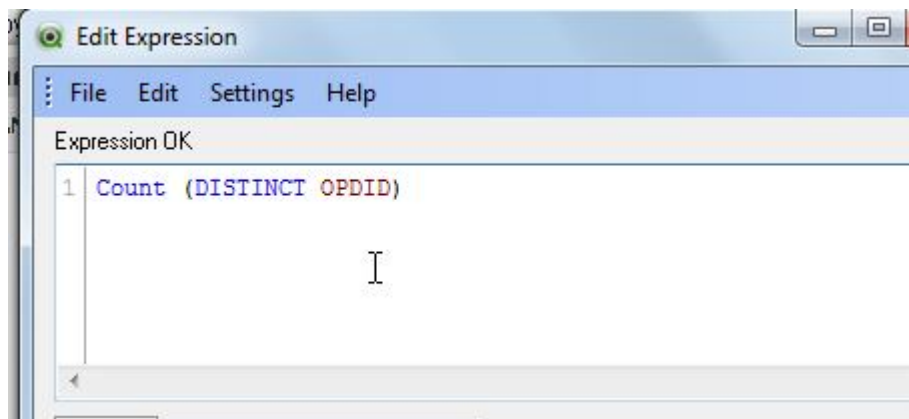 Edit Expression
File Edit Settings Help
Expression OK
1 Count (DISTINCT OPDID)